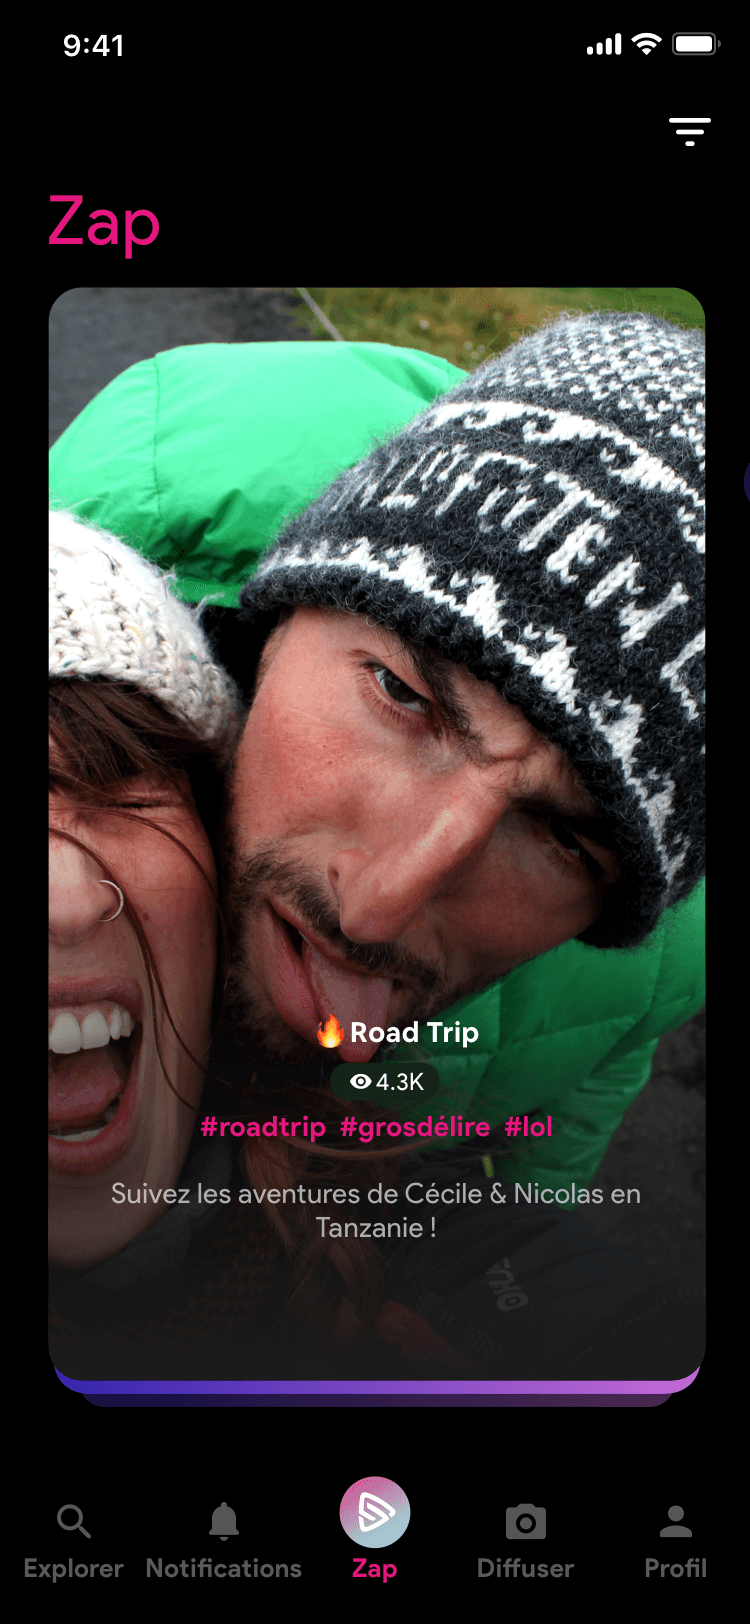 9:41
Zap
🔥Road Trip
4.3K
#roadtrip #grosdélire #lol
Suivez les aventures de Cécile & Nicolas en
Tanzanie !
Explorer Notifications Zap Diffuser Profil